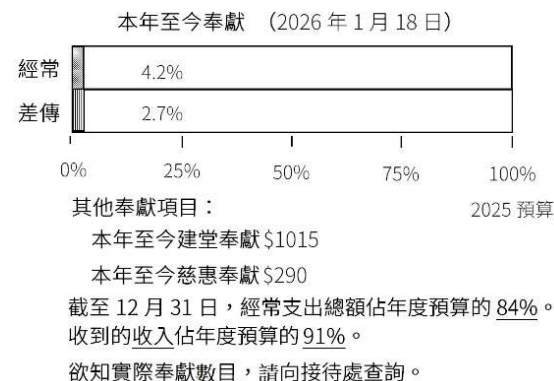 本年至今奉獻 （2026 年 1 月 18 日）
經常 4.2%
差傳 2.7%
0% 25% 50% 75% 100%
2025 預算
其他奉獻項目：
本年至今建堂奉獻 $1015
本年至今慈惠奉獻 $290
截至 12 月 31 日，經常支出總額佔年度預算的 84%。
收到的收入佔年度預算的 91%。
欲知實際奉獻數目，請向接待處查詢。